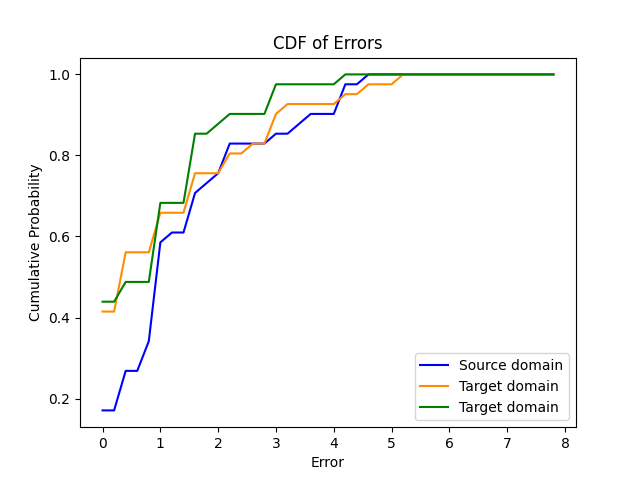 CDF of Errors
1.0
0.8
0.6
0.4
0.2
Cumulative Probability
0 1 2 3 4 5 6 7 8
Error
Source domain
Target domain
Target domain